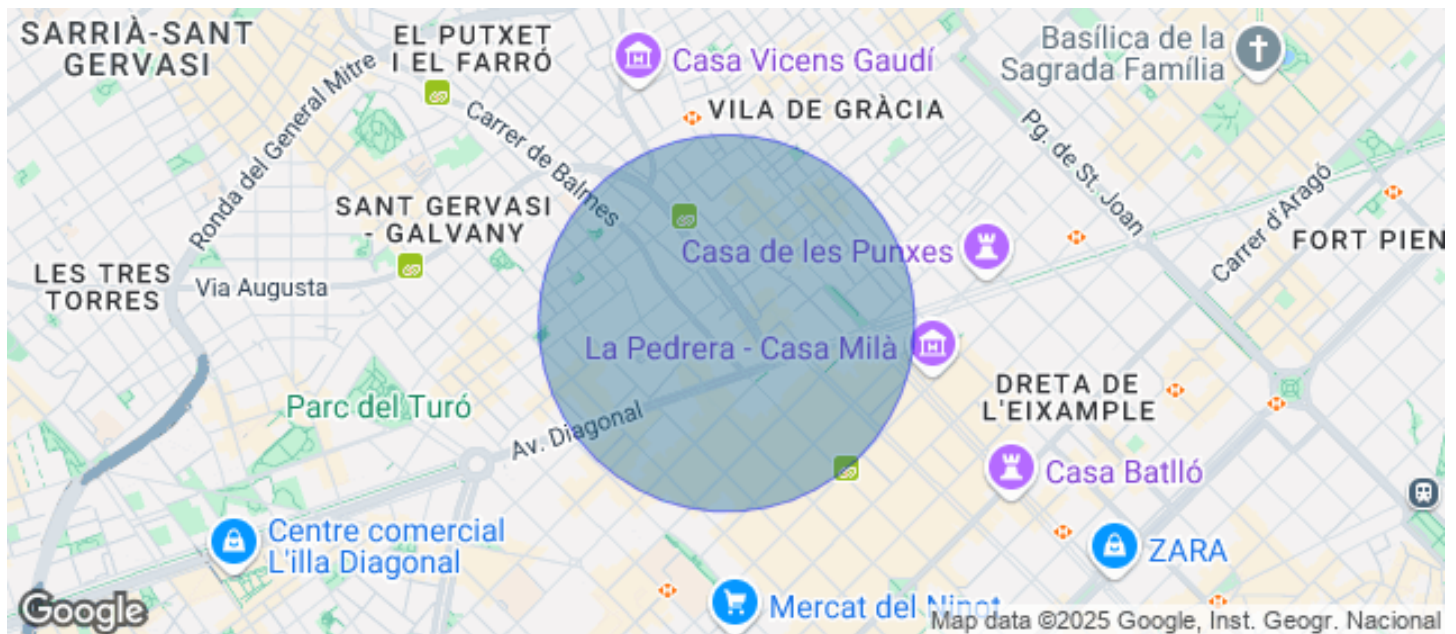 SARRIÀ-SANT
GERVASI
EL PUTXET
I EL FARRÓ
Casa Vicens Gaudí
Basílica de la
Sagrada Família
VILA DE GRÀCIA
Ronda del General Mitre
Carrer de Balmes
Pg. de St. Joan
Carrer d'Aragó
SANT GERVASI
- GALVANY
Casa de les Punxes
FORT PIEN
LES TRES
TORRES
Via Augusta
La Pedrera - Casa Milà
DRETA DE
L'EIXAMPLE
Parc del Turó
Av. Diagonal
Casa Batlló
Centre comercial
L'illa Diagonal
ZARA
Mercat del Ninot
Google
Map data ©2025 Google, Inst. Geogr. Nacional